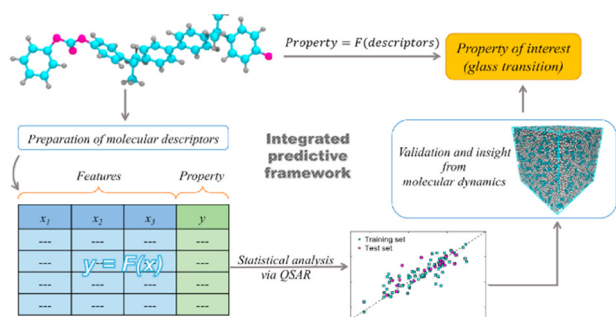 Property = F(descriptors)
Property of interest
(glass transition)
Preparation of molecular descriptors
Integrated
predictive
framework
Validation and insight
from
molecular dynamics
Features
Property
x1 x2 x3 y
--- --- --- ---
--- --- --- ---
y = F(x)
--- --- --- ---
--- --- --- ---
Statistical analysis
via QSAR
Training set
Test set